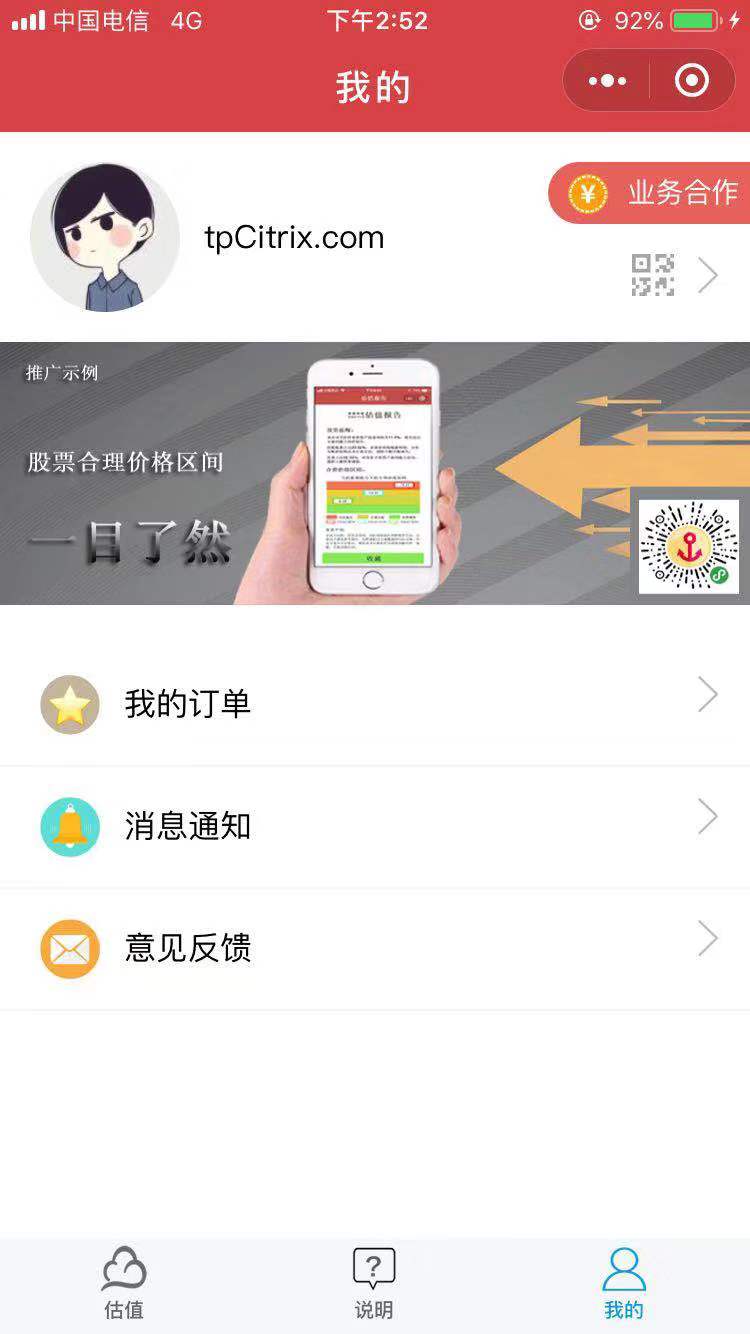 中国电信 4G 下午2:52 92%
我的
业务合作
tpCitrix.com
推广示例
股票合理价格区间
一目了然
估值报告
收藏
我的订单
消息通知
意见反馈
估值 说明 我的